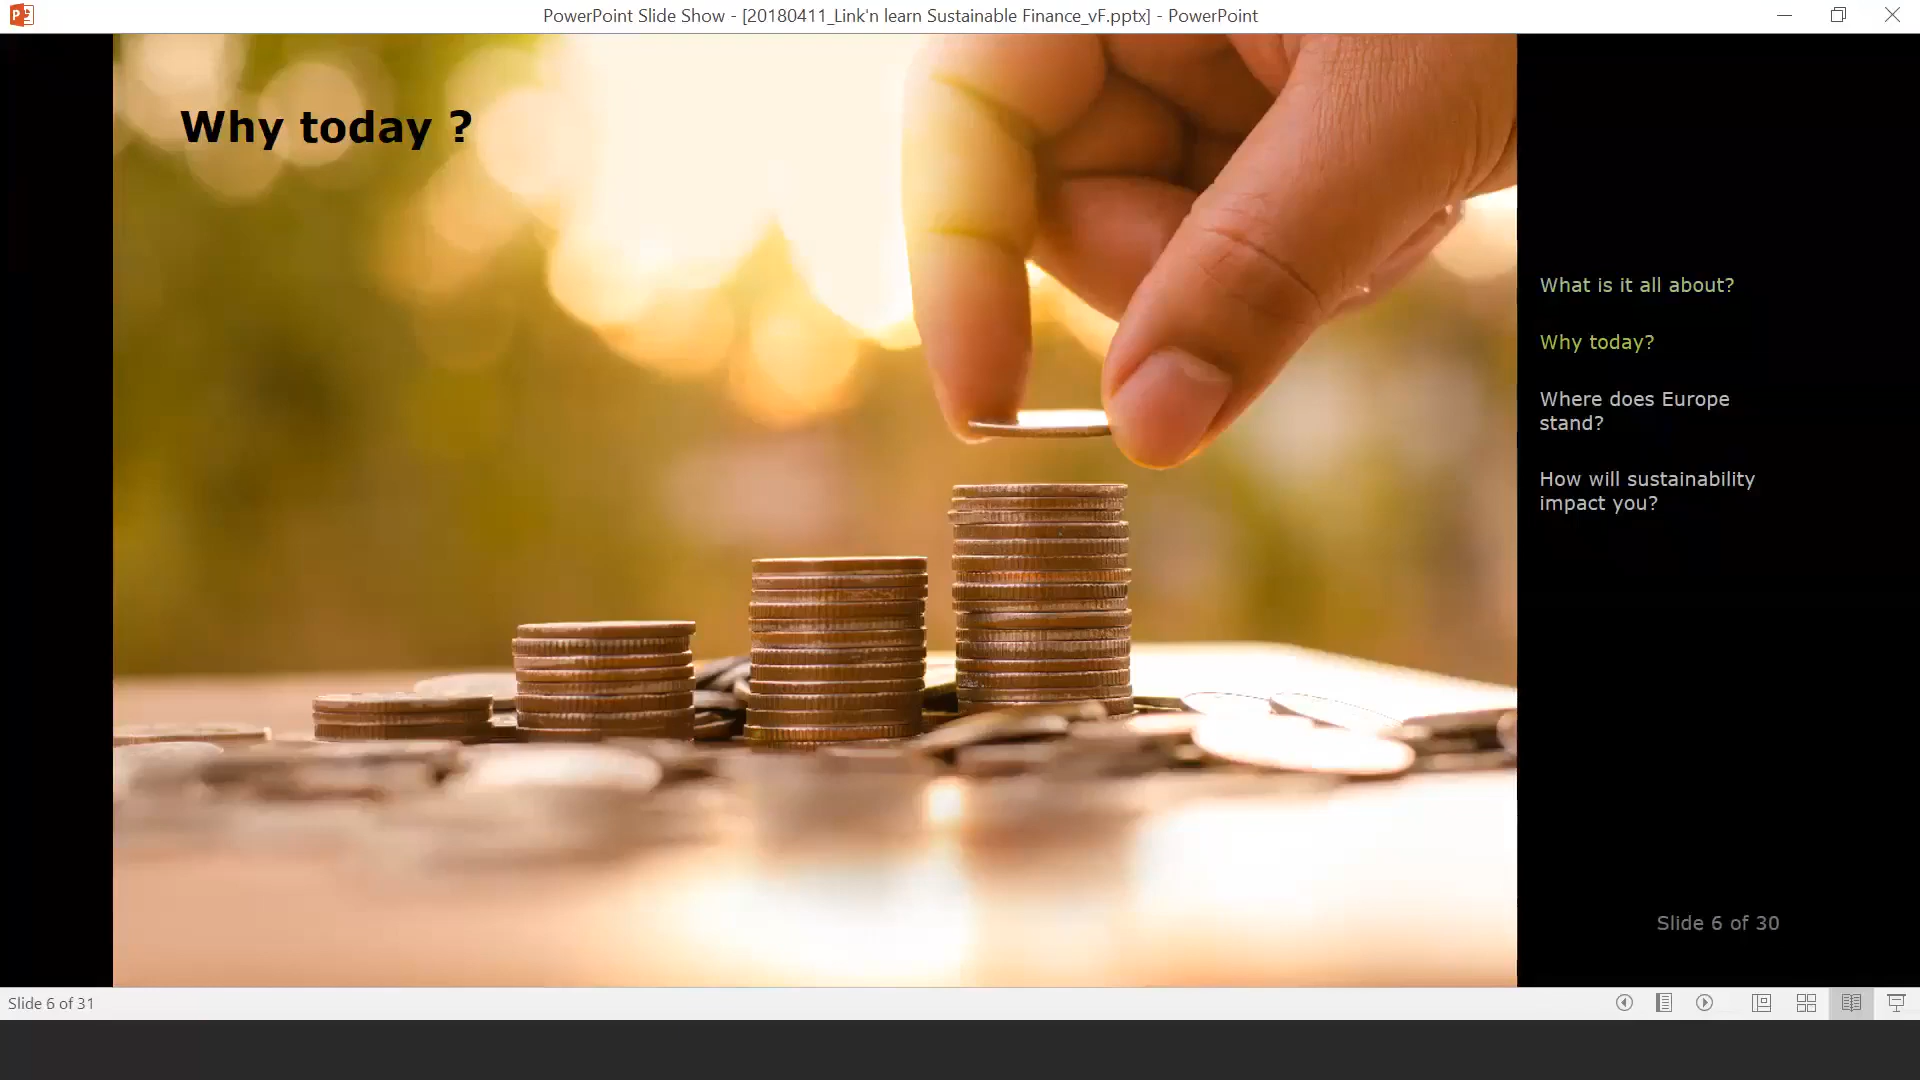 PowerPoint Slide Show - [20180411_Link'n learn Sustainable Finance_vF.pptx] - PowerPoint
Why today ?
What is it all about?
Why today?
Where does Europe
stand?
How will sustainability
impact you?
Slide 6 of 30
Slide 6 of 31